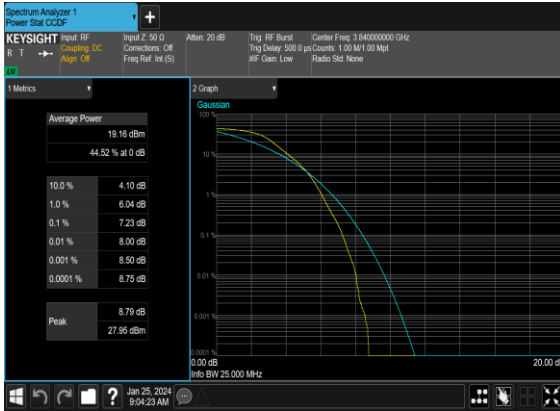 Spectrum Analyzer 1
Power Stat CCDF
+
KEYSIGHT
R T
LV
Input: RF
Coupling: DC
Align: Off
Input Z: 50 Ω
Corrections: Off
Freq Ref: Int (S)
Atten: 20 dB
Trig: RF Burst
Trig Delay: 500.0 µs
#IF Gain: Low
Center Freq: 3.840000000 GHz
Counts: 1.00 M/1.00 Mpt
Radio Std: None
1 Metrics
Average Power
19.16 dBm
44.52 % at 0 dB
10.0 % 4.10 dB
1.0 % 6.04 dB
0.1 % 7.23 dB
0.01 % 8.00 dB
0.001 % 8.50 dB
0.0001 % 8.75 dB
Peak
8.79 dB
27.95 dBm
2 Graph
Gaussian
100 %
10 %
1 %
0.1 %
0.01 %
0.001 %
0.0001 %
0.00 dB
20.00 d
Info BW 25.000 MHz
?
Jan 25, 2024
9:04:23 AM